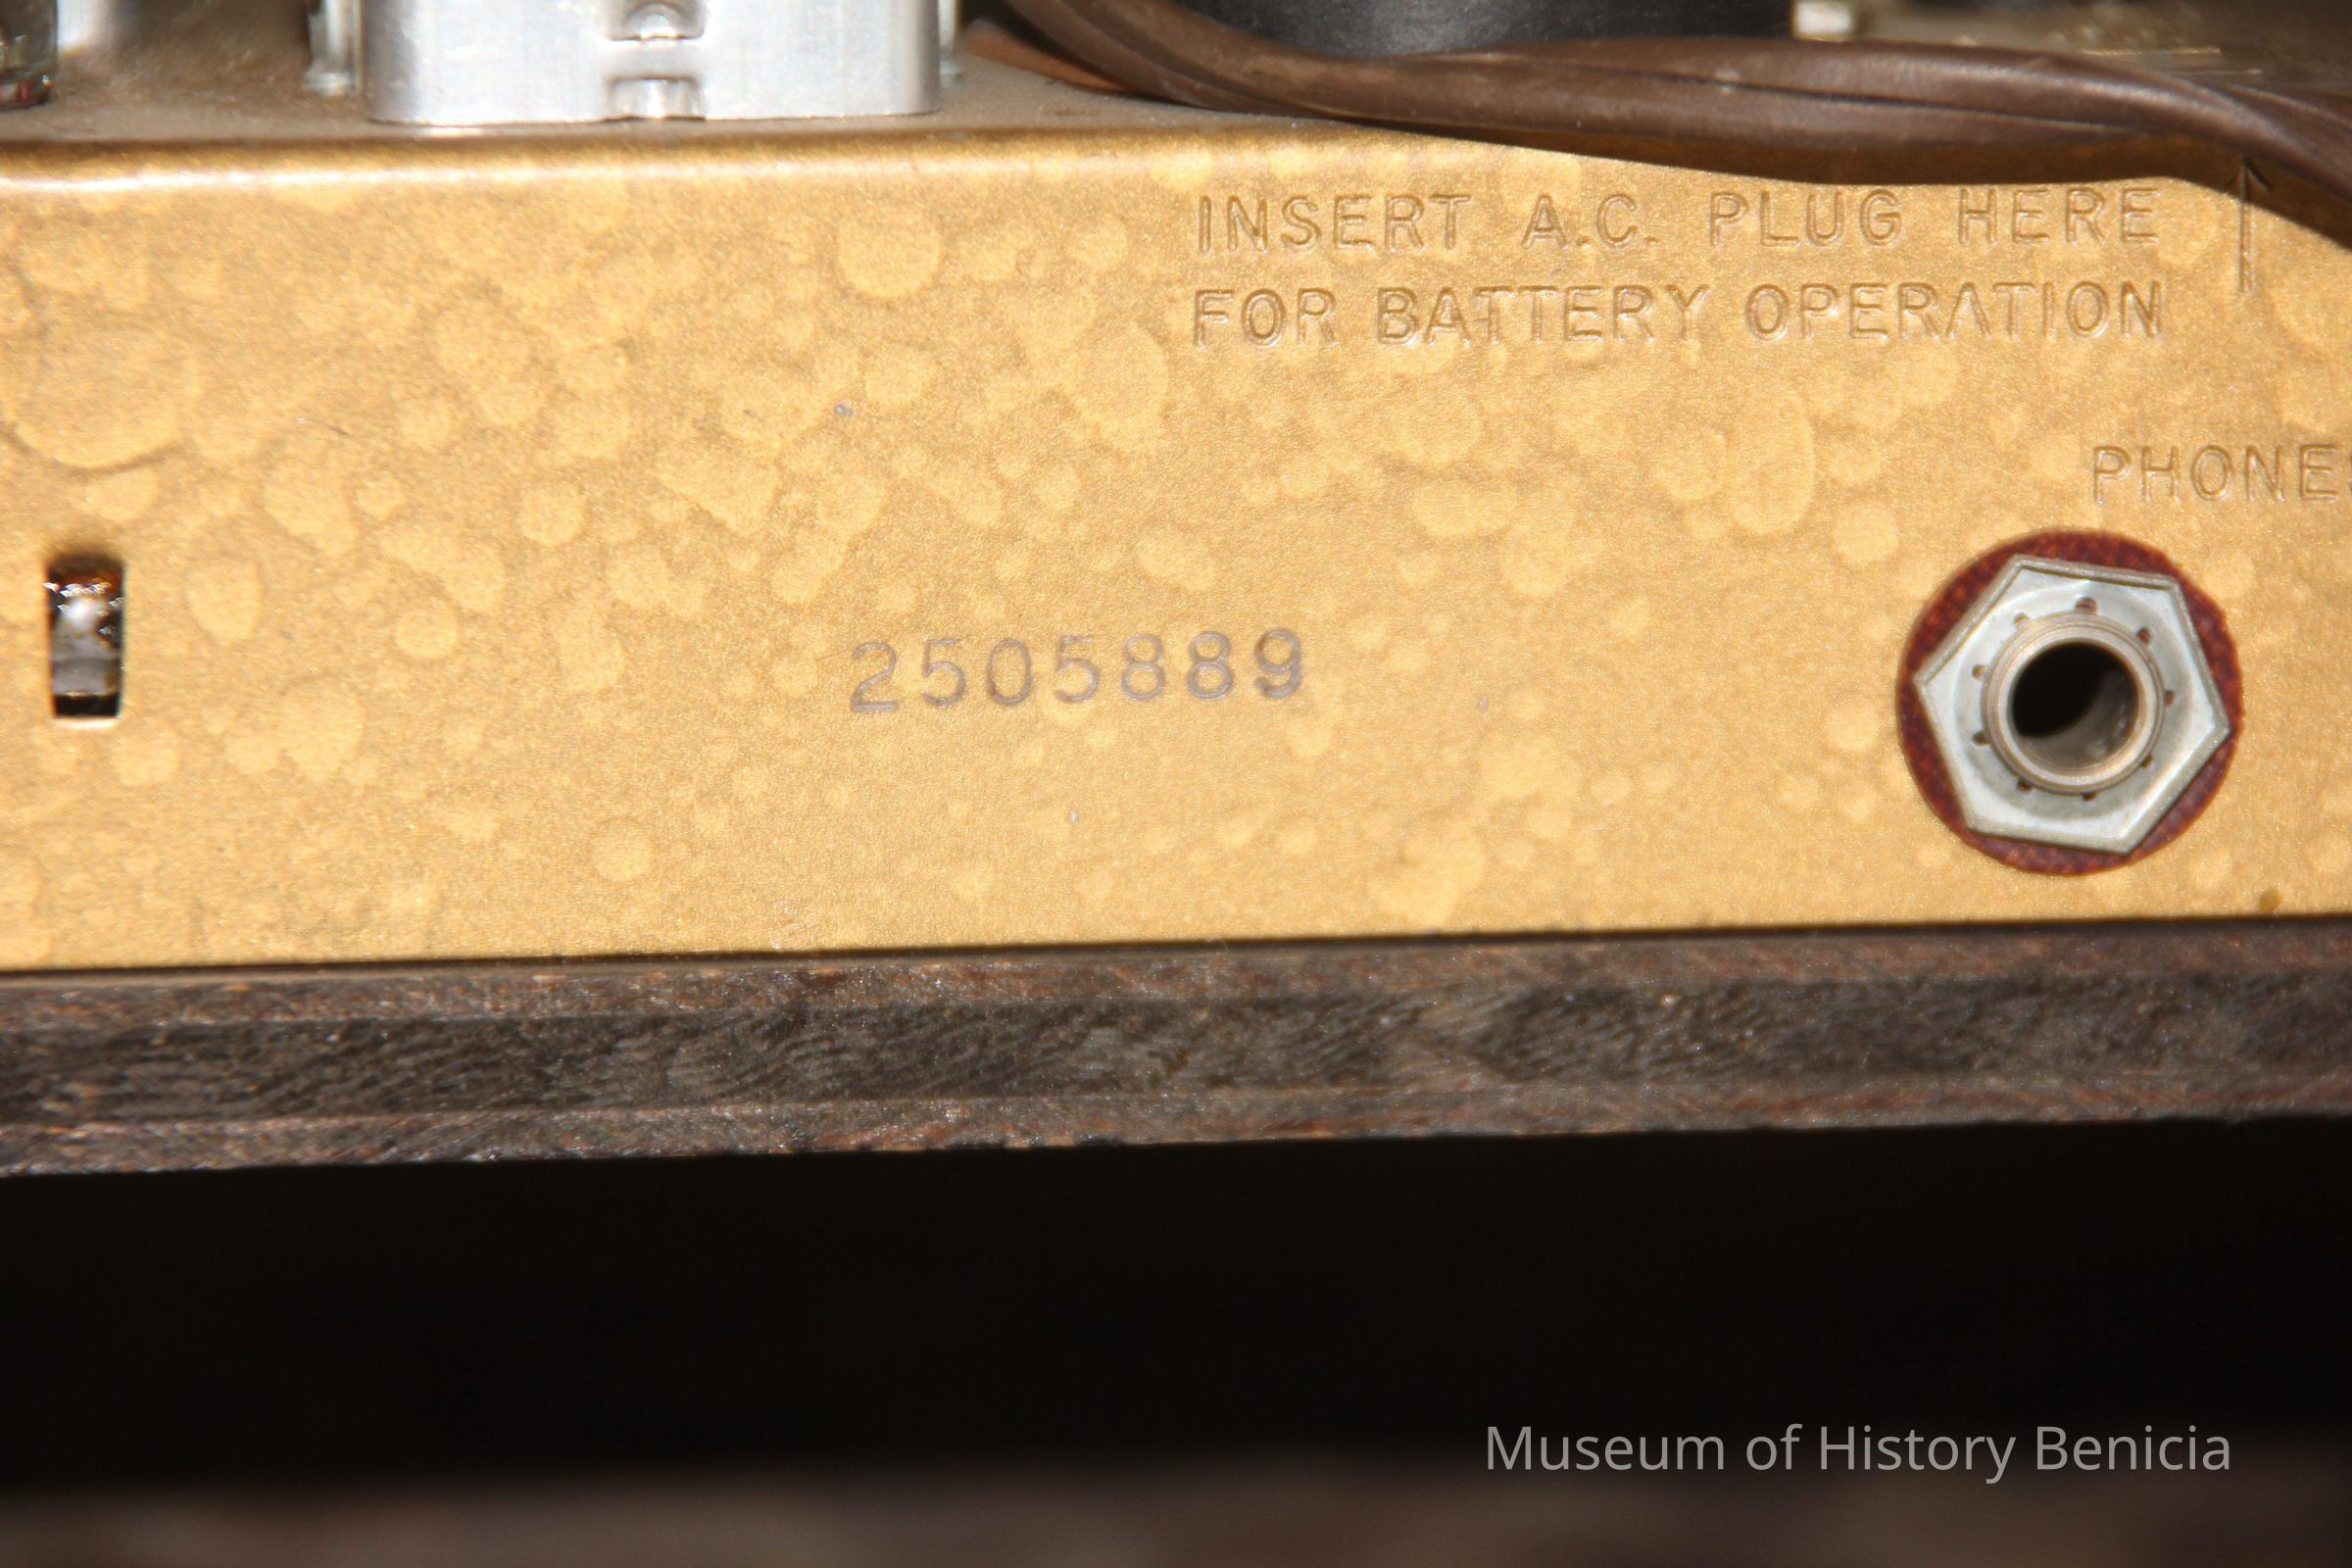 INSERT A.C. PLUG HERE
FOR BATTERY OPERATION
PHONES
2505889
Museum of History Benicia